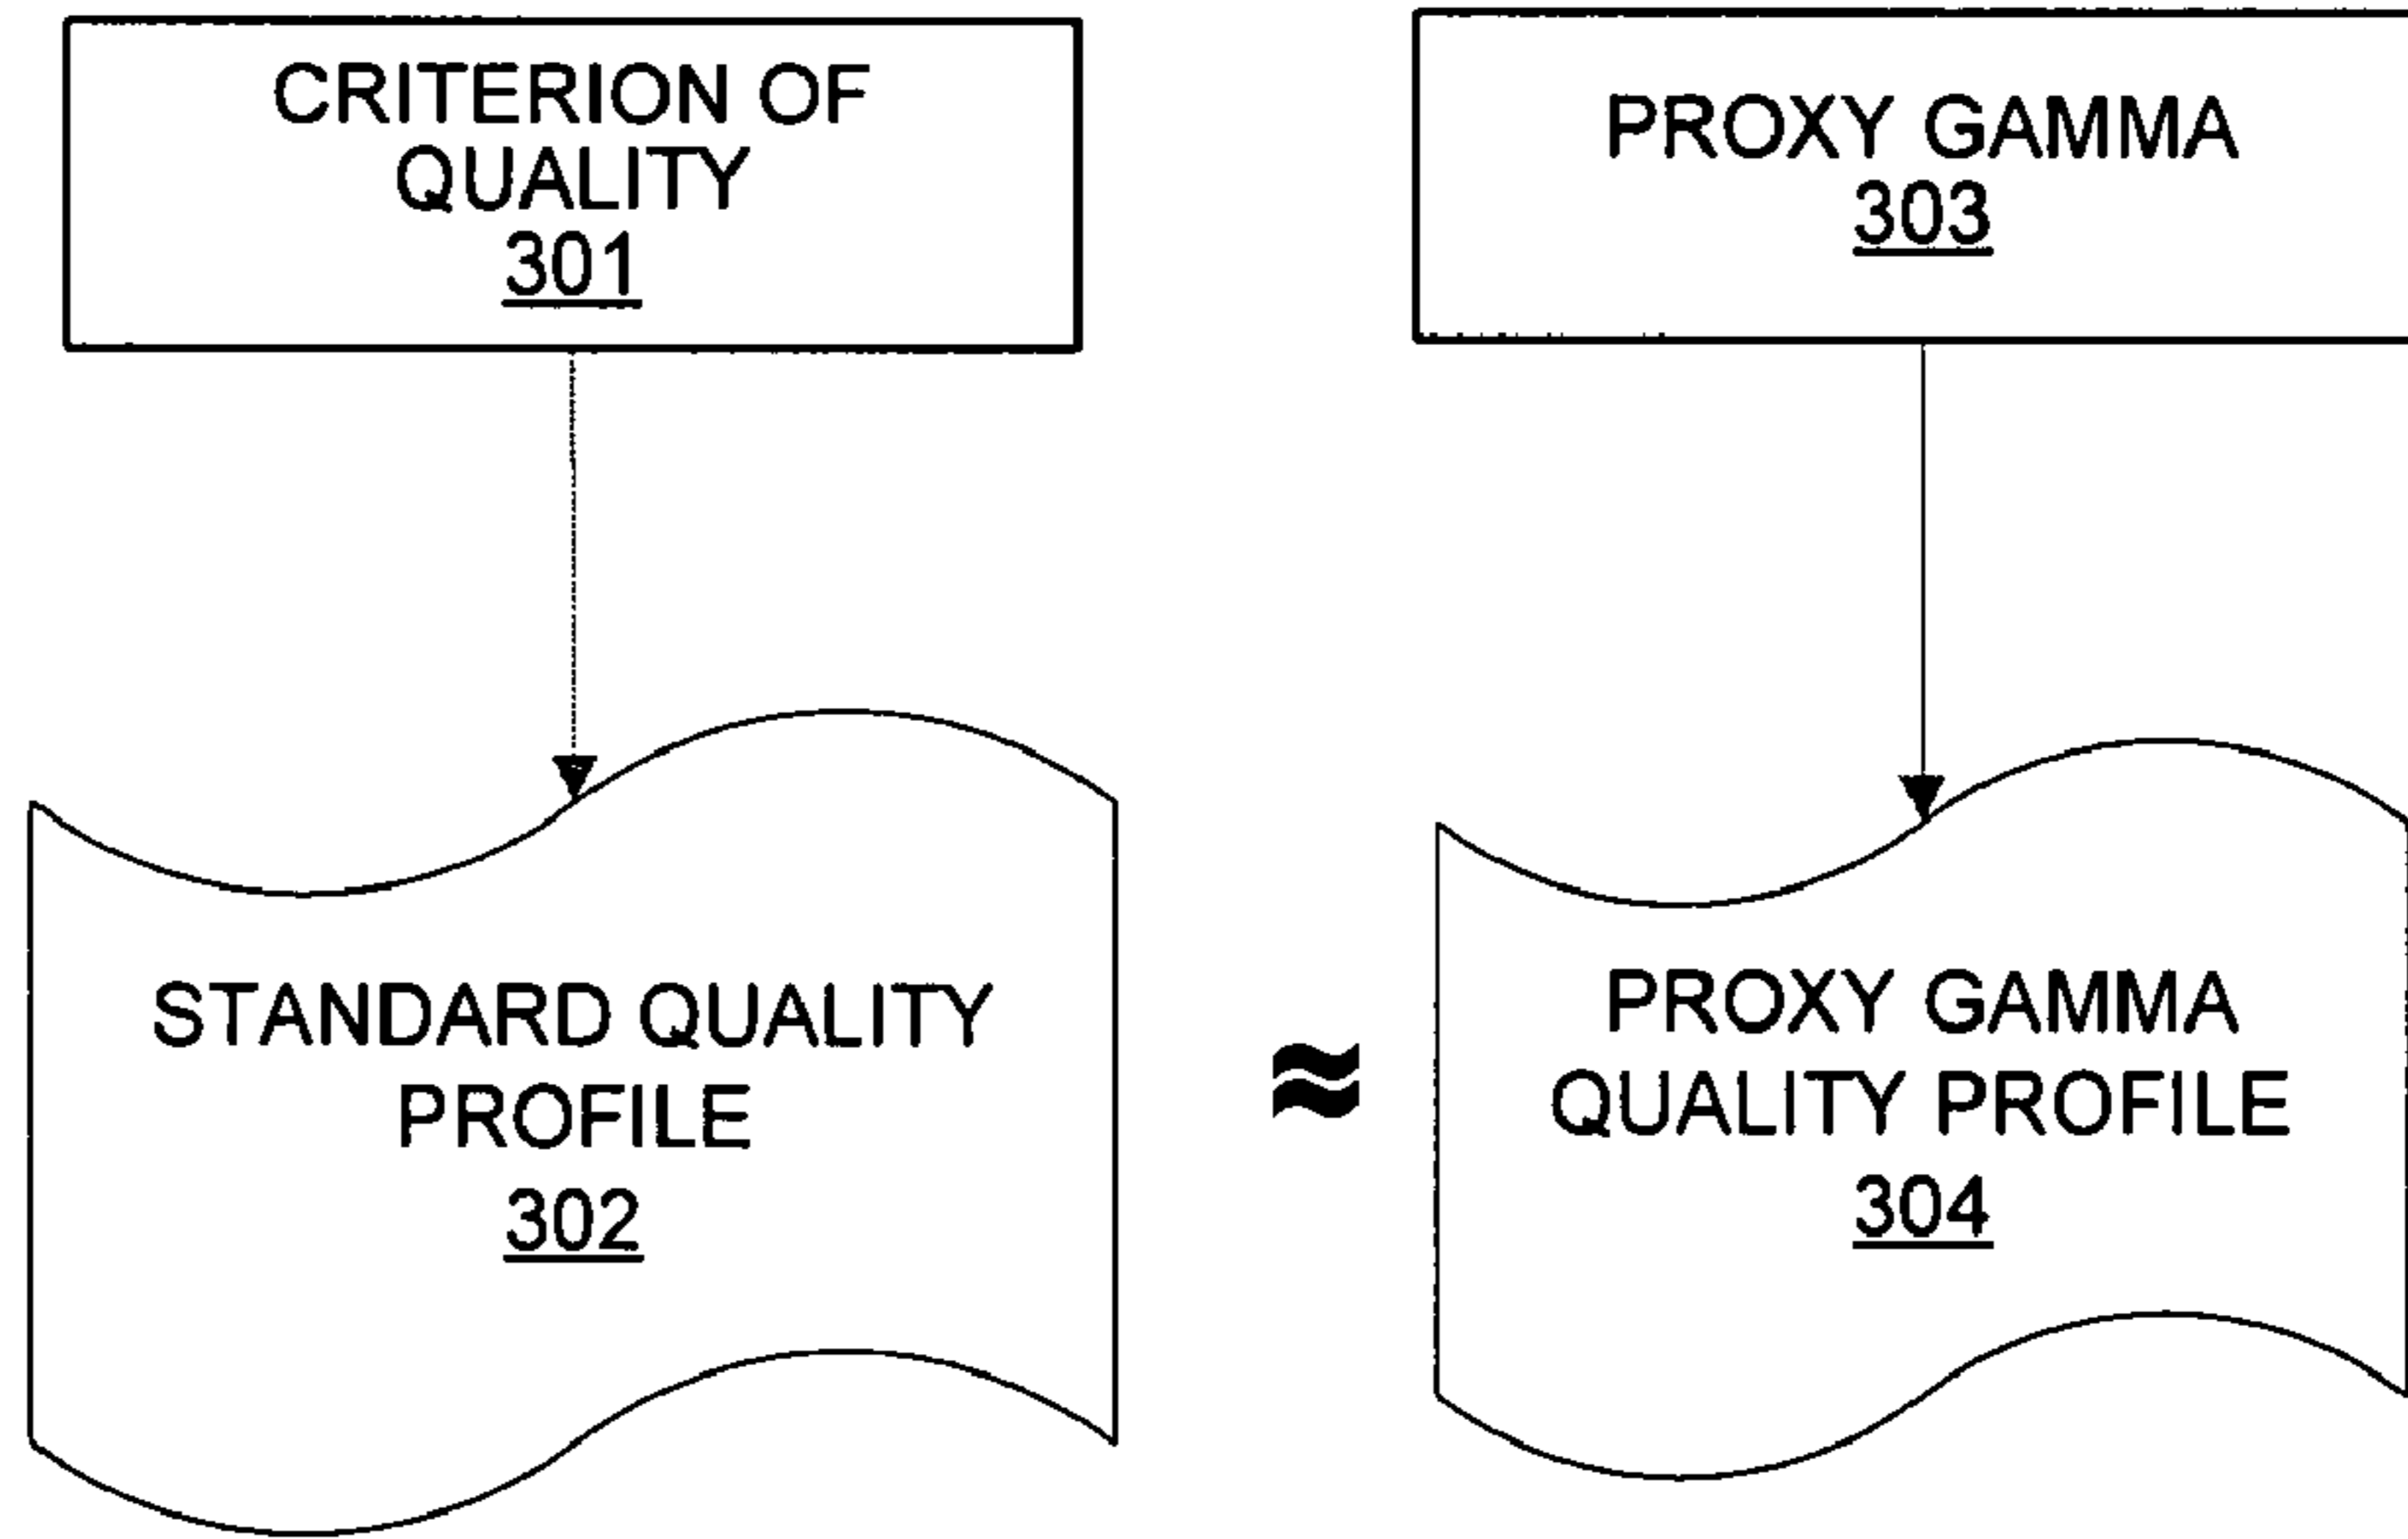 CRITERION OF
QUALITY
301
PROXY GAMMA
303
STANDARD QUALITY
PROFILE
302
≈
PROXY GAMMA
QUALITY PROFILE
304